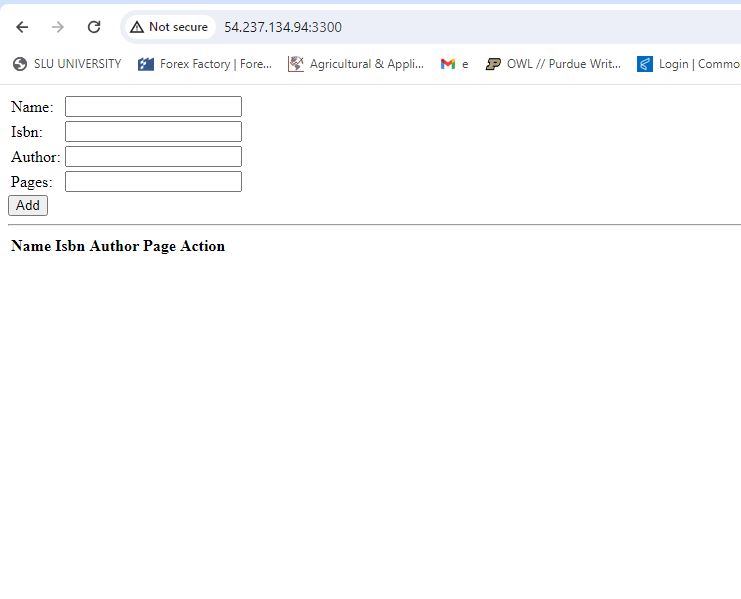 Not secure 54.237.134.94:3300
SLU UNIVERSITY Forex Factory | Fore... Agricultural & Appli... e OWL // Purdue Writ... Login | Commo
Name:
Isbn:
Author:
Pages:
Add
Name Isbn Author Page Action